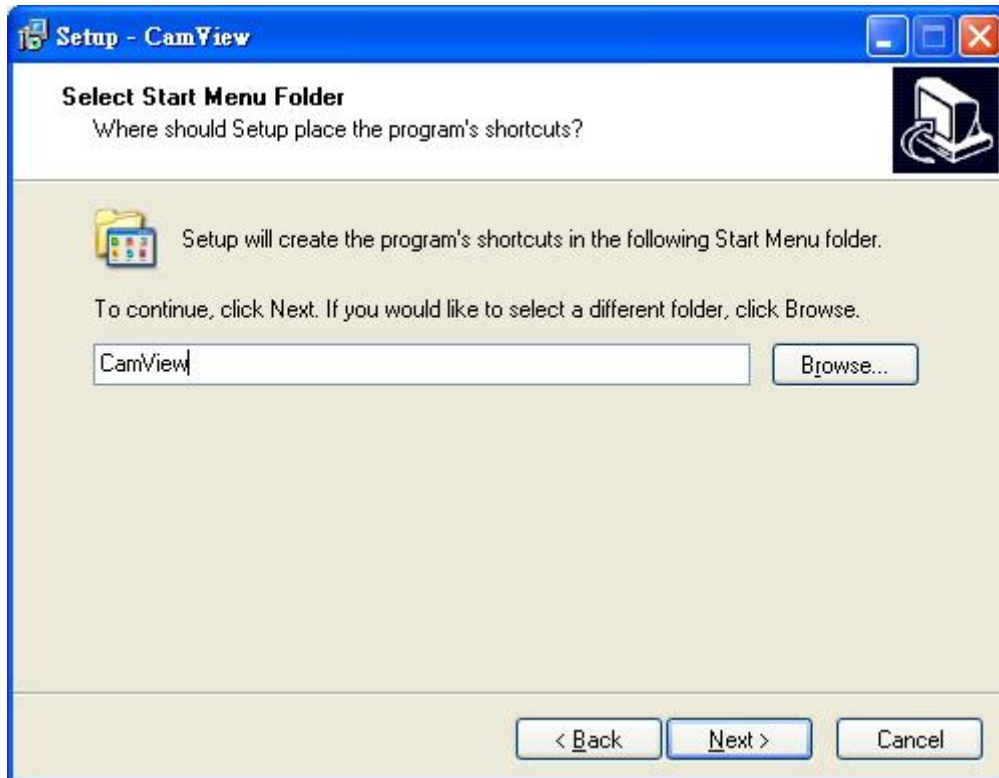 Setup - CamView
Select Start Menu Folder
Where should Setup place the program's shortcuts?
Setup will create the program's shortcuts in the following Start Menu folder.
To continue, click Next. If you would like to select a different folder, click Browse.
CamView
Browse...
< Back
Next >
Cancel